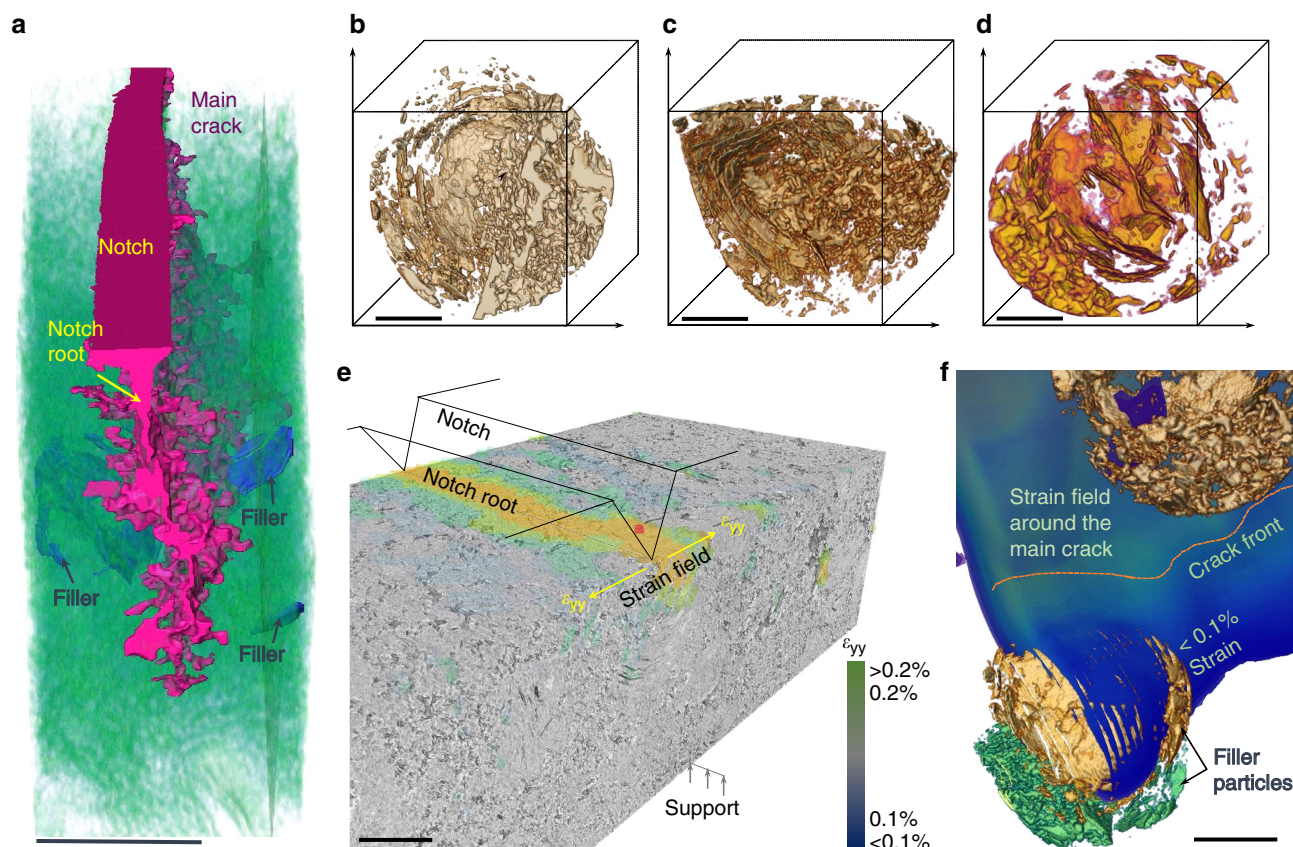 a
Main
crack
Notch
Notch
root
Filler
Filler
Filler
b
c
d
e
Notch
Notch root
εyy
Strain field
εyy
Support
εyy
>0.2%
0.2%
0.1%
<0.1%
f
Strain field
around the
main crack
Crack front
< 0.1%
Strain
Filler
particles